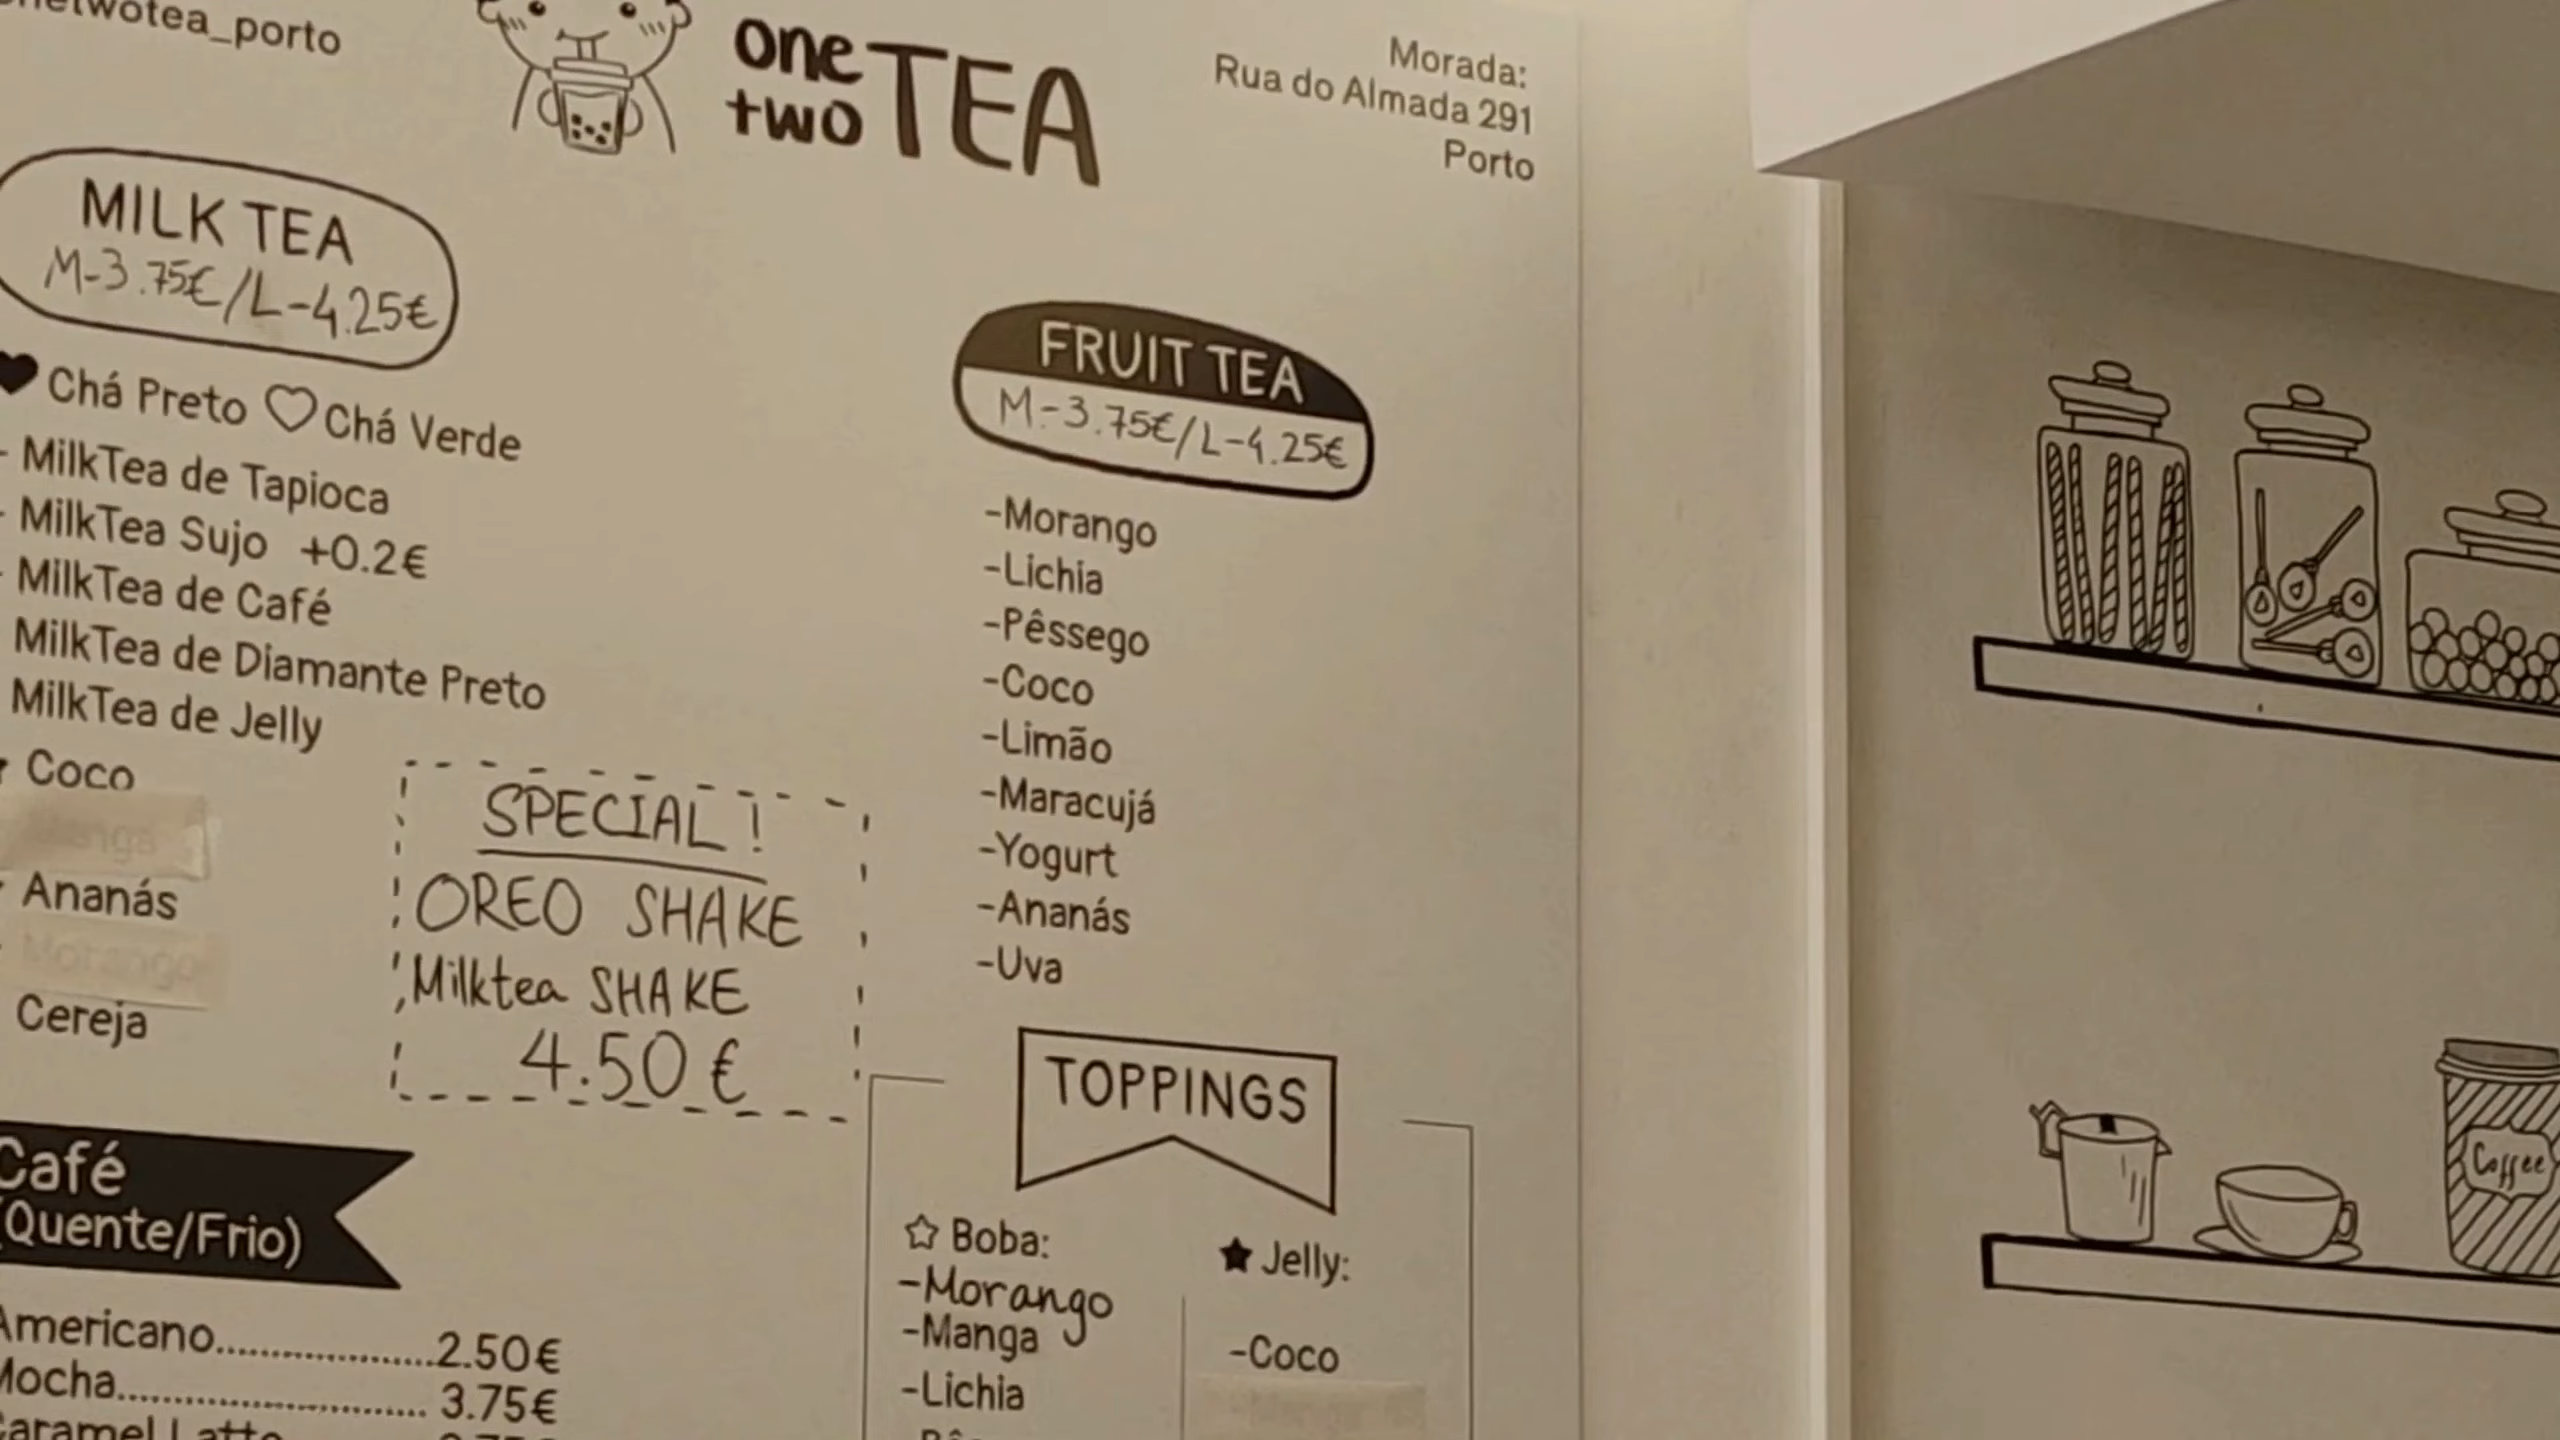 twotea_porto
one
two TEA
Morada:
Rua do Almada 291
Porto
MILK TEA
M-3.75€/L-4.25€
Chá Preto Chá Verde
- MilkTea de Tapioca
- MilkTea Sujo +0.2€
- MilkTea de Café
MilkTea de Diamante Preto
MilkTea de Jelly
Coco
Manga
Ananás
Morango
Cereja
SPECIAL!
OREO SHAKE
Milktea SHAKE
4.50€
Café
(Quente/Frio)
Americano....................2.50€
Mocha............................3.75€
FRUIT TEA
M.-3.75€/L-4.25€
-Morango
-Lichia
-Pêssego
-Coco
-Limão
-Maracujá
-Yogurt
-Ananás
-Uva
TOPPINGS
Boba:
-Morango
-Manga
-Lichia
Jelly:
-Coco
-Manga
Coffee